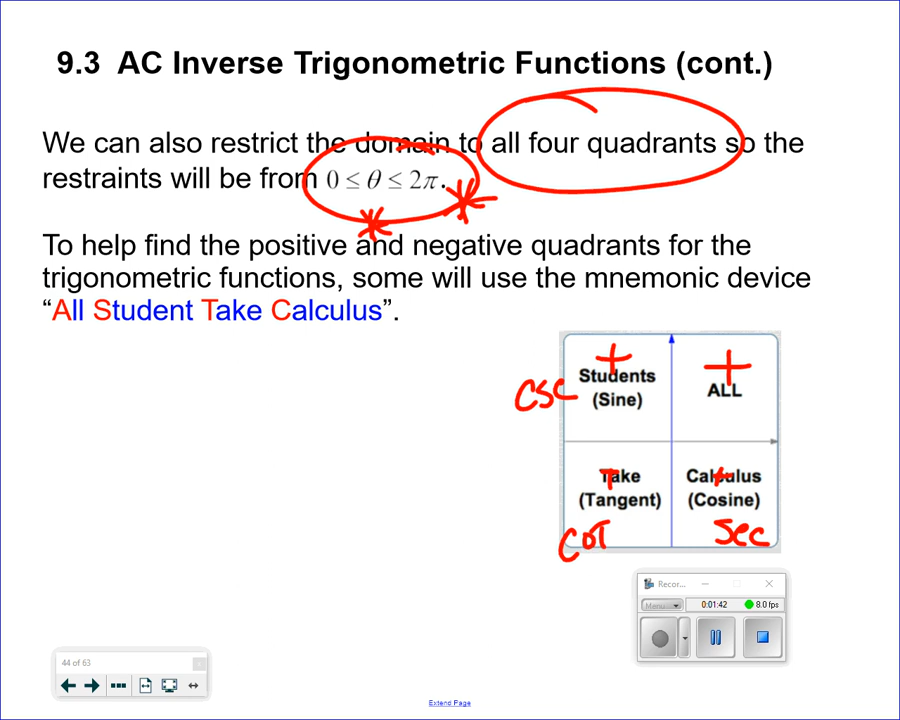 9.3 AC Inverse Trigonometric Functions (cont.)
We can also restrict the domain to all four quadrants so the
restraints will be from 0 ≤ θ ≤ 2π.
To help find the positive and negative quadrants for the
trigonometric functions, some will use the mnemonic device
“All Student Take Calculus”.
+ +
Students ALL
csc (Sine)
Take Calculus
(Tangent) (Cosine)
cot sec
Recor...
Menu 0:01:42 8.0 fps
44 of 63
Extend Page